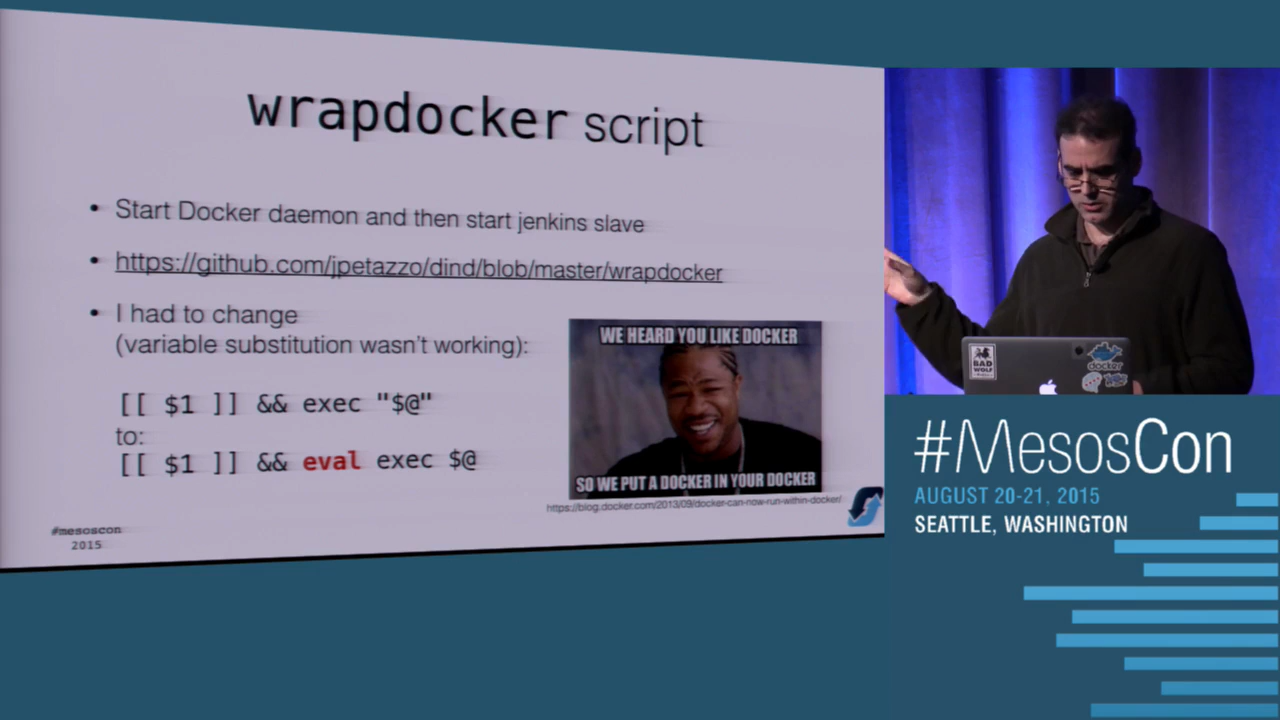 wrapdocker script
• Start Docker daemon and then start jenkins slave
• https://github.com/jpetazzo/dind/blob/master/wrapdocker
• I had to change
(variable substitution wasn't working):
[[ $1 ]] && exec "$@"
to:
[[ $1 ]] && eval exec $@
WE HEARD YOU LIKE DOCKER
SO WE PUT A DOCKER IN YOUR DOCKER
https://blog.docker.com/2013/09/docker-can-now-run-within-docker/
#mesoscon
2015
BAD
WOLF
docker
#MesosCon
AUGUST 20-21, 2015
SEATTLE, WASHINGTON